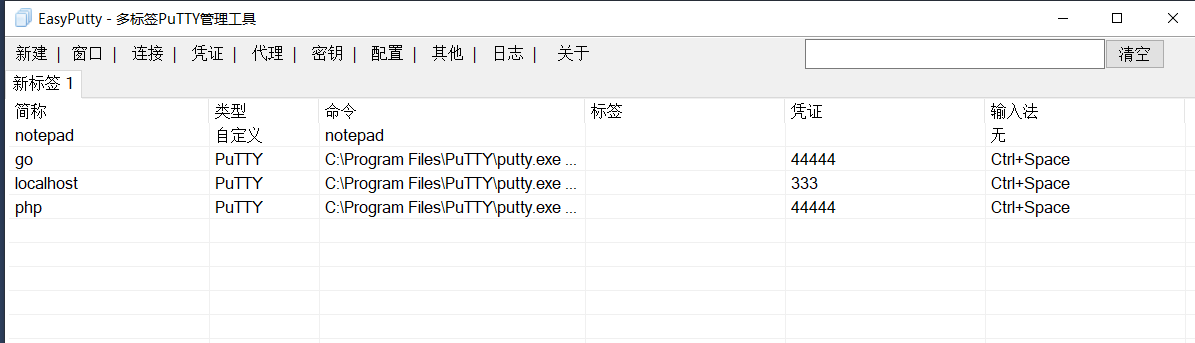 EasyPutty - 多标签PuTTY管理工具
新建 | 窗口 | 连接 | 凭证 | 代理 | 密钥 | 配置 | 其他 | 日志 | 关于 清空
新标签 1
简称 类型 命令 标签 凭证 输入法
notepad 自定义 notepad 无
go PuTTY C:\Program Files\PuTTY\putty.exe ... 44444 Ctrl+Space
localhost PuTTY C:\Program Files\PuTTY\putty.exe ... 333 Ctrl+Space
php PuTTY C:\Program Files\PuTTY\putty.exe ... 44444 Ctrl+Space